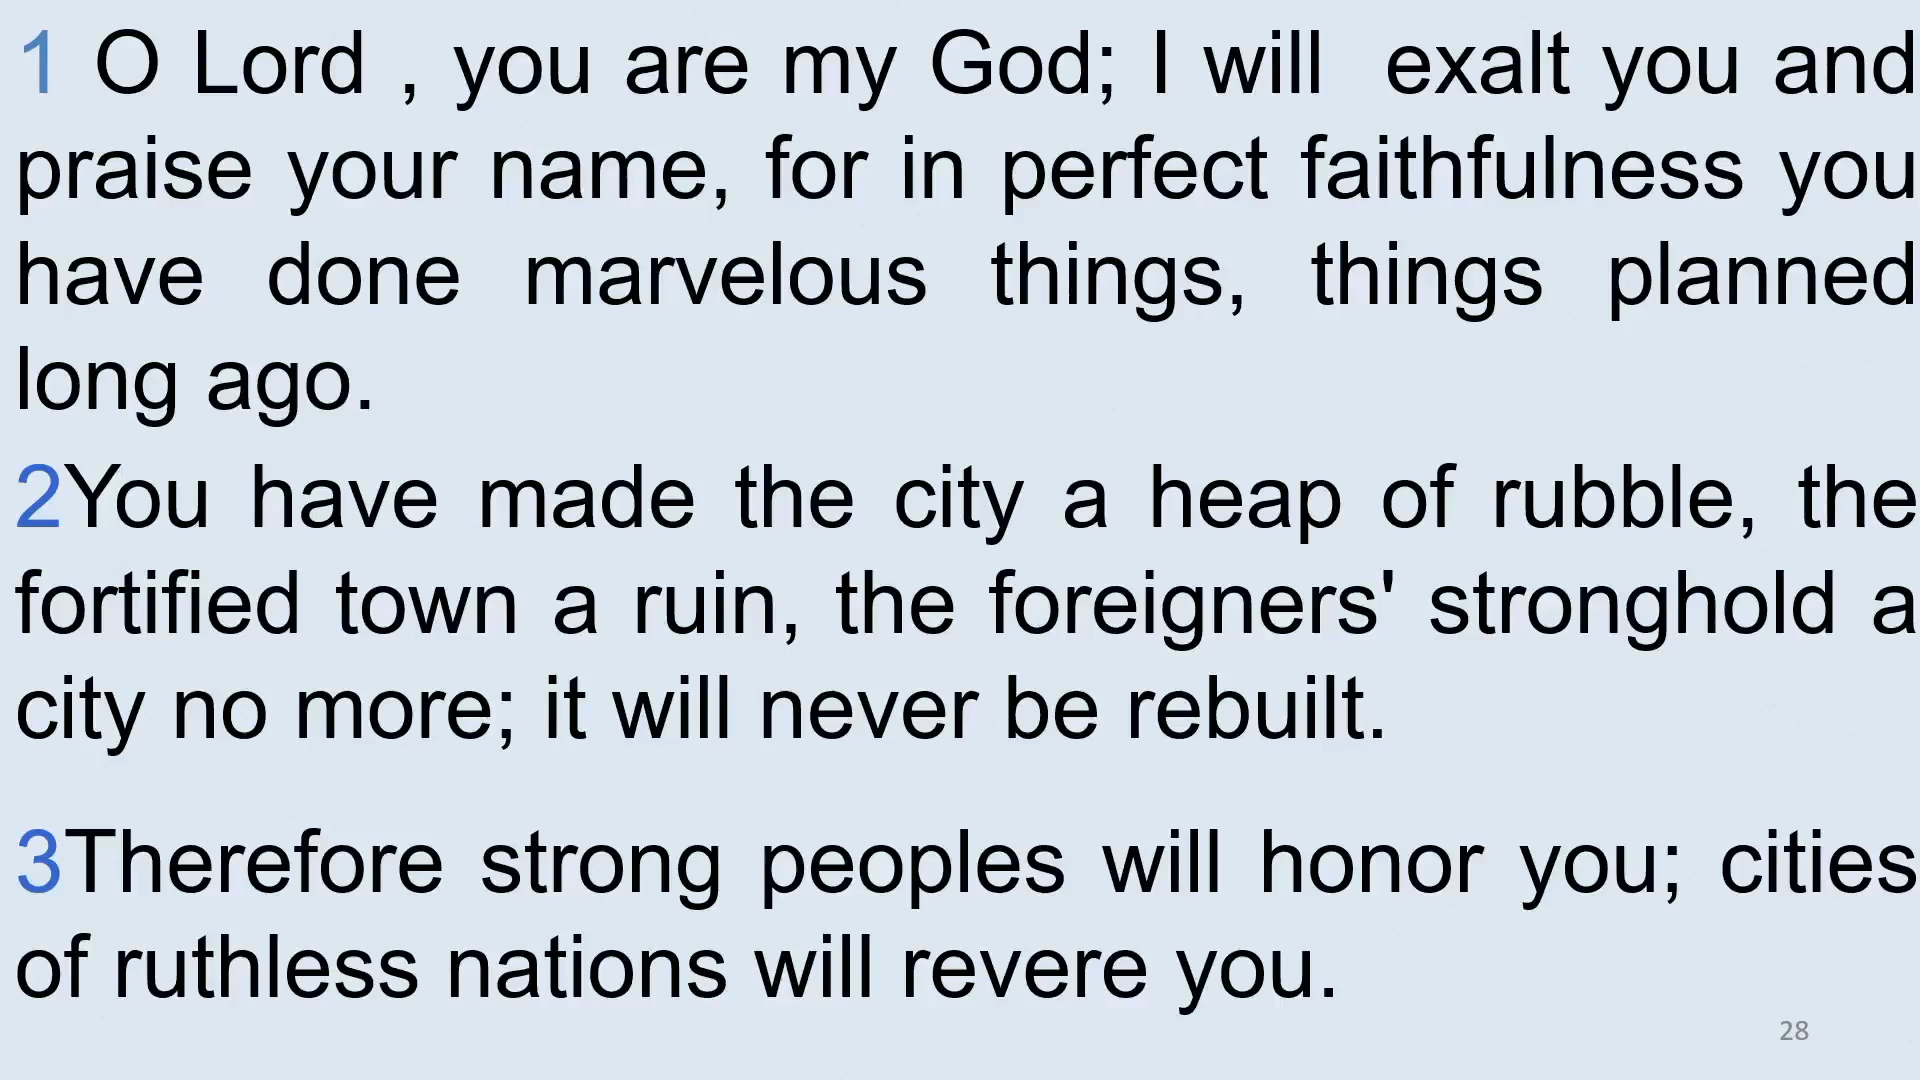 1 O Lord , you are my God; I will  exalt you and
praise your name, for in perfect faithfulness you
have done marvelous things, things planned
long ago.
2You have made the city a heap of rubble, the
fortified town a ruin, the foreigners' stronghold a
city no more; it will never be rebuilt.
3Therefore strong peoples will honor you; cities
of ruthless nations will revere you.
28